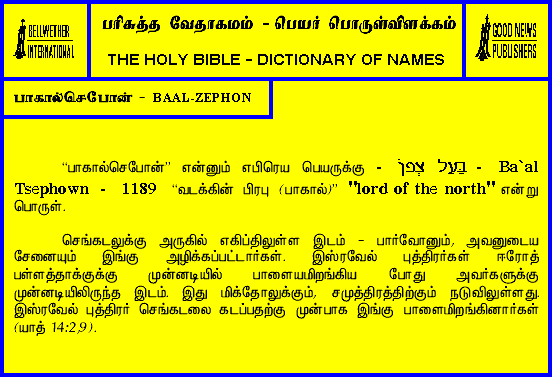 BELLWETHER
INTERNATIONAL
பரிசுத்த வேதாகமம் - பெயர் பொருள்விளக்கம்
THE HOLY BIBLE - DICTIONARY OF NAMES
GOOD NEWS
PUBLISHERS
பாகால்செபோன் - BAAL-ZEPHON
“பாகால்செபோன்” என்னும் எபிரெய பெயருக்கு - בַּעַל צְפֹן - Ba`al
Tsephown - 1189 “வடக்கின் பிரபு (பாகால்)” "lord of the north" என்று
பொருள்.
செங்கடலுக்கு அருகில் எகிப்திலுள்ள இடம் - பார்வோனும், அவனுடைய
சேனையும் இங்கு அழிக்கப்பட்டார்கள். இஸ்ரவேல் புத்திரர்கள் ஈரோத்
பள்ளத்தாக்குக்கு முன்னடியில் பாளையமிறங்கிய போது அவர்களுக்கு
முன்னடியிலிருந்த இடம். இது மிக்தோலுக்கும், சமுத்திரத்திற்கும் நடுவிலுள்ளது.
இஸ்ரவேல் புத்திரர் செங்கடலை கடப்பதற்கு முன்பாக இங்கு பாளைமிறங்கினார்கள்
(யாத் 14:2,9).